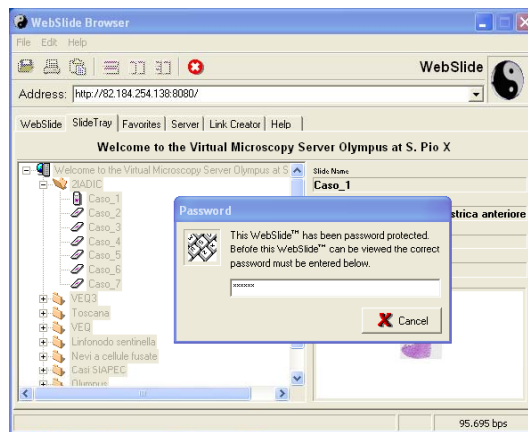 WebSlide Browser
File Edit Help
WebSlide
Address: http://82.184.254.138:8080/
WebSlide SlideTray Favorites Server Link Creator Help
Welcome to the Virtual Microscopy Server Olympus at S. Pio X
Welcome to the Virtual Microscopy Server Olympus at S
2IADIC
Caso_1
Caso_2
Caso_3
Caso_4
Caso_5
Caso_6
Caso_7
VEQ3
Toscana
VEQ
Linfonodo sentinella
Nevi a cellule fusate
Casi SIAPEC
Olympus
Slide Name
Caso_1
strica anteriore
Password
This WebSlide™ has been password protected.
Before this WebSlide™ can be viewed the correct
password must be entered below.
xxxxxx
X Cancel
95.695 bps